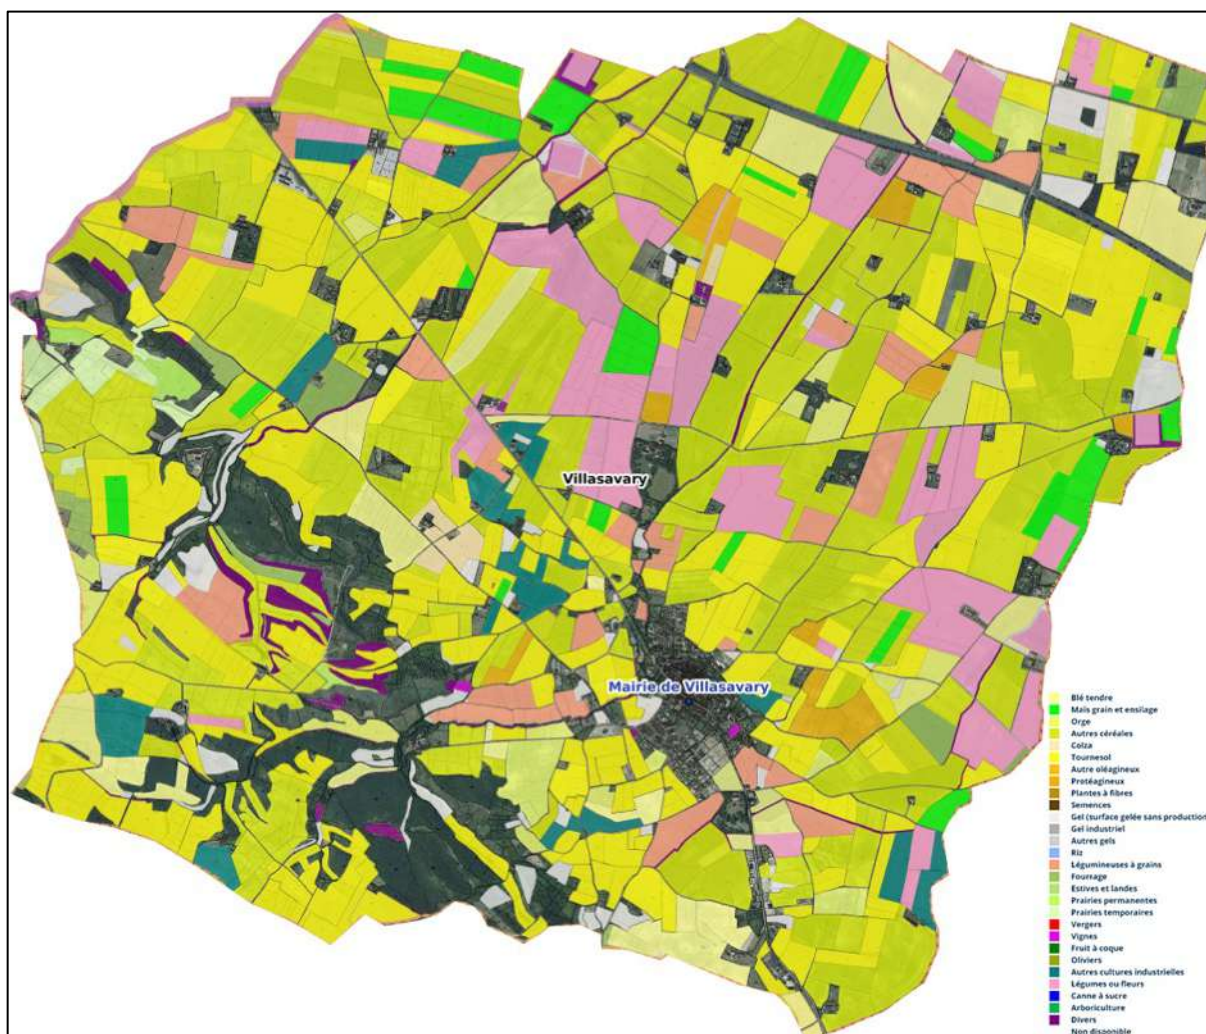 Villasavary
Mairie de Villasavary
Blé tendre
Maïs grain et ensilage
Orge
Autres céréales
Colza
Tournesol
Autre oléagineux
Protéagineux
Plantes à fibres
Semences
Gel (surface gelée sans production
Gel industriel
Autres gels
Riz
Légumineuses à grains
Fourrage
Estives et landes
Prairies permanentes
Prairies temporaires
Vergers
Vignes
Fruit à coque
Oliviers
Autres cultures industrielles
Légumes ou fleurs
Canne à sucre
Arboriculture
Divers
Non disponible